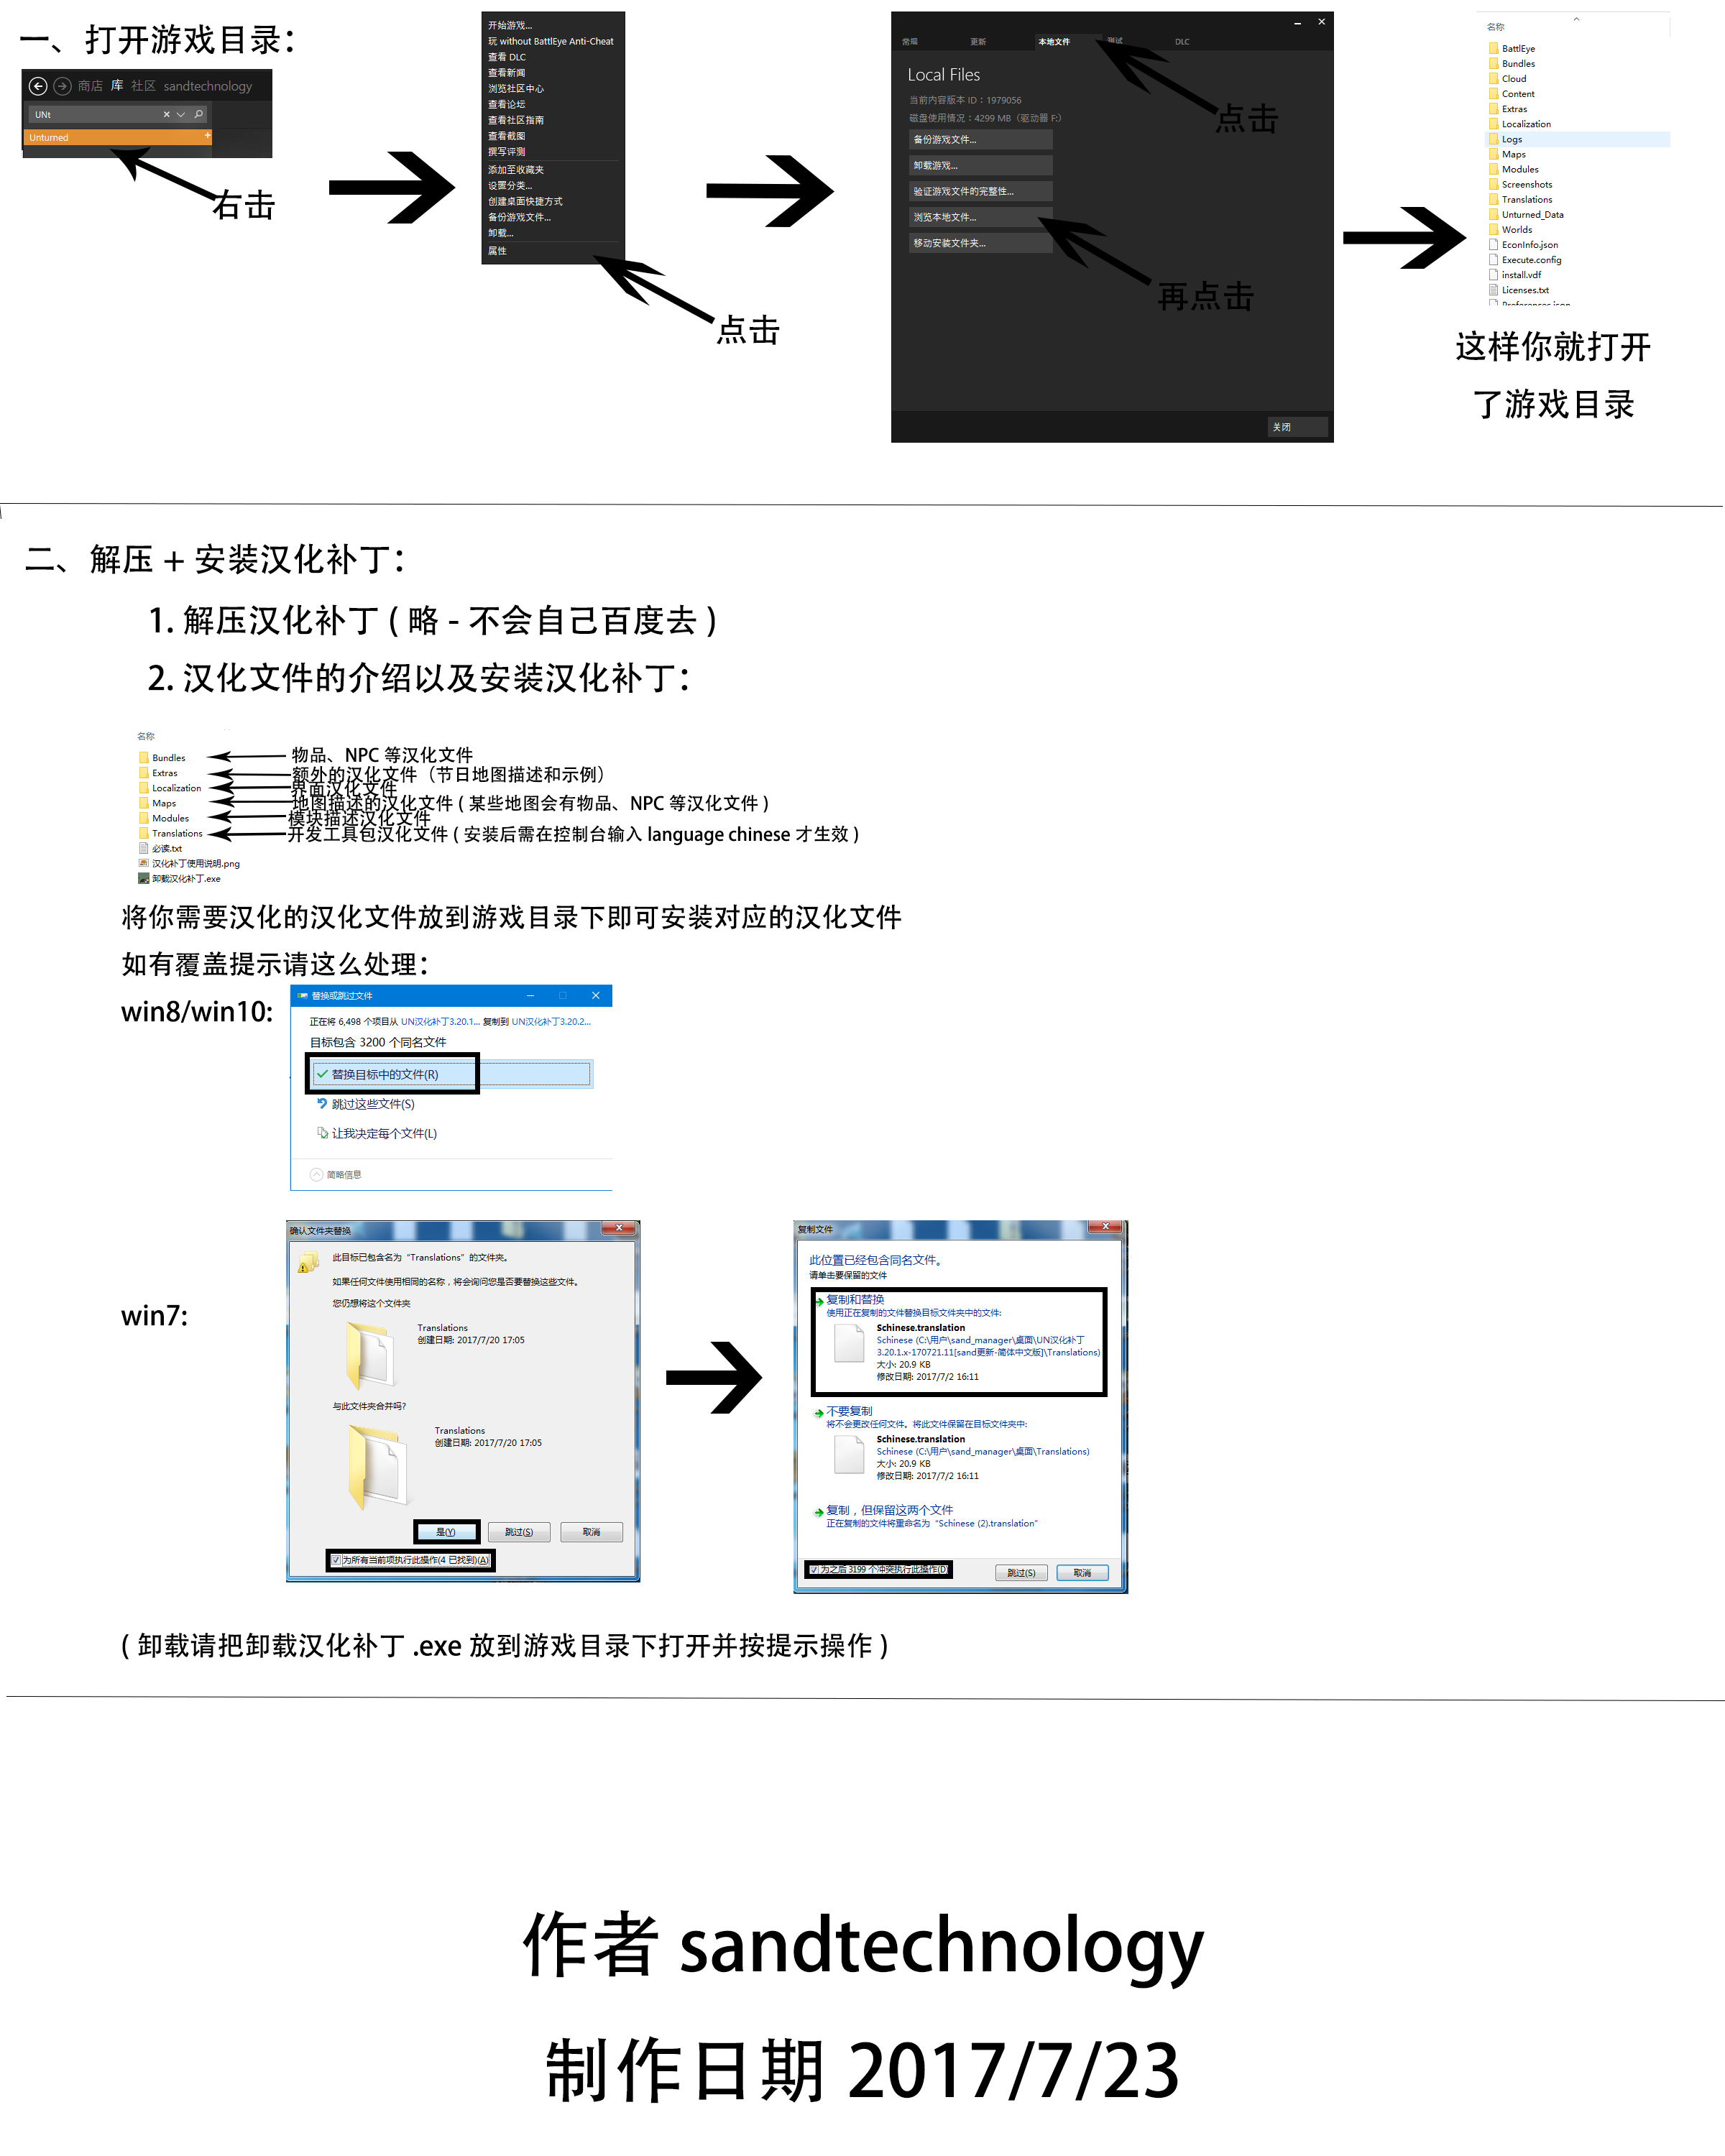 一、打开游戏目录：
商店 库 社区 sandtechnology
UNt
Unturned
右击
开始游戏...
玩 without BattlEye Anti-Cheat
查看 DLC
查看新闻
浏览社区中心
查看论坛
查看社区指南
查看截图
撰写评测
添加至收藏夹
设置分类...
创建桌面快捷方式
备份游戏文件...
卸载...
属性
点击
常规 更新 本地文件 测试 DLC
Local Files
当前内容版本 ID：1979056
磁盘使用情况：4299 MB（驱动器 F:）
备份游戏文件...
卸载游戏...
验证游戏文件的完整性...
浏览本地文件...
移动安装文件夹...
关闭
点击
再点击
名称
BattlEye
Bundles
Cloud
Content
Extras
Localization
Logs
Maps
Modules
Screenshots
Translations
Unturned_Data
Worlds
EconInfo.json
Execute.config
install.vdf
Licenses.txt
Preferences.json
这样你就打开
了游戏目录
二、解压 + 安装汉化补丁：
1. 解压汉化补丁 ( 略 - 不会自己百度去 )
2. 汉化文件的介绍以及安装汉化补丁：
名称
Bundles 物品、NPC 等汉化文件
Extras 额外的汉化文件（节日地图描述和示例）
Localization 界面汉化文件
Maps 地图描述的汉化文件 ( 某些地图会有物品、NPC 等汉化文件 )
Modules 模块描述汉化文件
Translations 开发工具包汉化文件 ( 安装后需在控制台输入 language chinese 才生效 )
必读.txt
汉化补丁使用说明.png
卸载汉化补丁.exe
将你需要汉化的汉化文件放到游戏目录下即可安装对应的汉化文件
如有覆盖提示请这么处理：
win8/win10:
替换或跳过文件
正在将 6,498 个项目从 UN汉化补丁3.20.1... 复制到 UN汉化补丁3.20.2...
目标包含 3200 个同名文件
替换目标中的文件(R)
跳过这些文件(S)
让我决定每个文件(L)
简略信息
win7:
确认文件夹替换
此目标已包含名为“Translations”的文件夹。
如果任何文件使用相同的名称，将会询问您是否要替换这些文件。
您仍想将这个文件夹
Translations
创建日期: 2017/7/20 17:05
与此文件夹合并吗?
Translations
创建日期: 2017/7/20 17:05
是(Y) 跳过(S) 取消
为所有当前项执行此操作(4 已找到)(A)
复制文件
此位置已经包含同名文件。
请单击要保留的文件
复制和替换
使用正在复制的文件替换目标文件夹中的文件:
Schinese.translation
Schinese (C:\用户\sand_manager\桌面\UN汉化补丁
3.20.1.x-170721.11[sand更新-简体中文版]\Translations)
大小: 20.9 KB
修改日期: 2017/7/2 16:11
不要复制
将不会更改任何文件。将此文件保留在目标文件夹中:
Schinese.translation
Schinese (C:\用户\sand_manager\桌面\Translations)
大小: 20.9 KB
修改日期: 2017/7/2 16:11
复制，但保留这两个文件
正在复制的文件将重命名为“Schinese (2).translation”
为之后 3199 个冲突执行此操作(D)
跳过(S) 取消
( 卸载请把卸载汉化补丁 .exe 放到游戏目录下打开并按提示操作 )
作者 sandtechnology
制作日期 2017/7/23